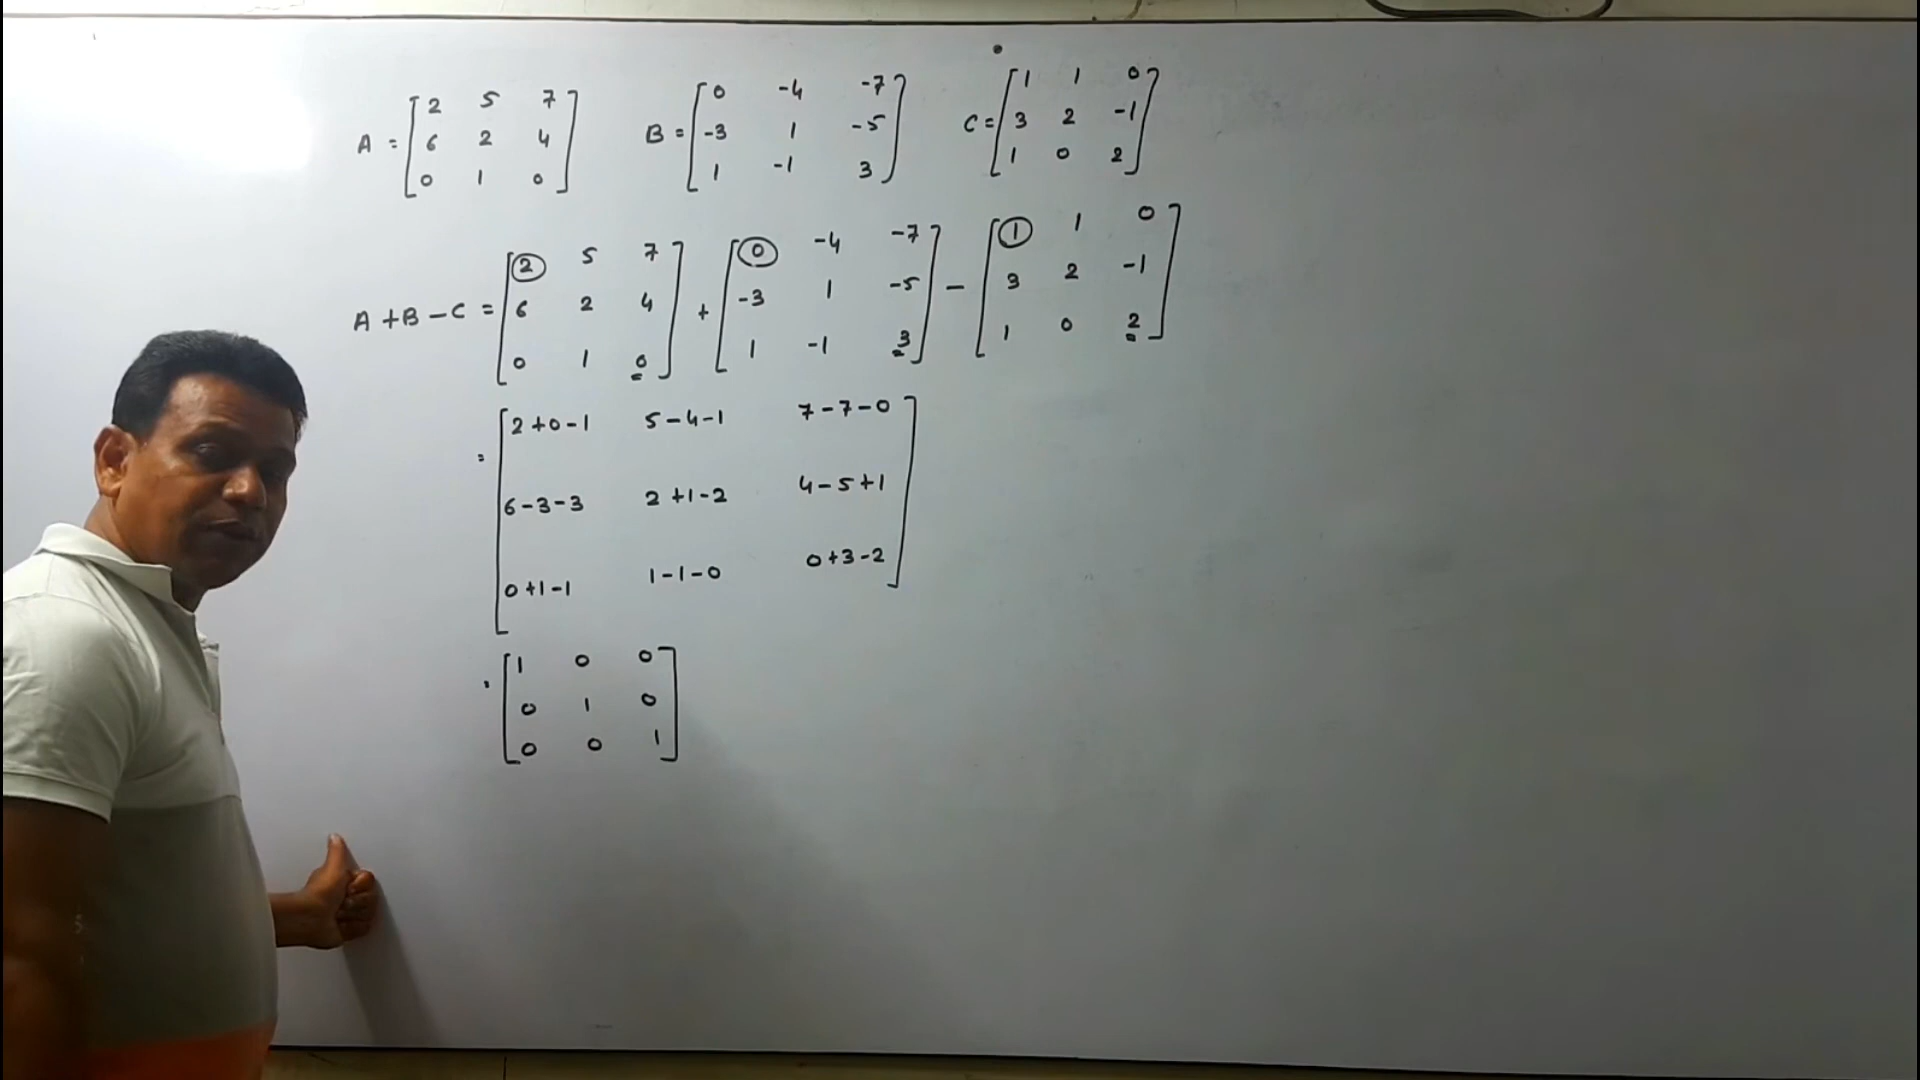 A = [2 5 7 B = [0 -4 -7] C = [1 1 0]
6 2 4 -3 1 -5 3 2 -1
0 1 0] 1 -1 3 1 0 2
A + B - C = [2 5 7] + [0 -4 -7] - [1 1 0]
6 2 4 -3 1 -5 3 2 -1
0 1 0 1 -1 3 1 0 2
= [2+0-1 5-4-1 7-7-0]
6-3-3 2+1-2 4-5+1
0+1-1 1-1-0 0+3-2
= [1 0 0]
0 1 0
0 0 1